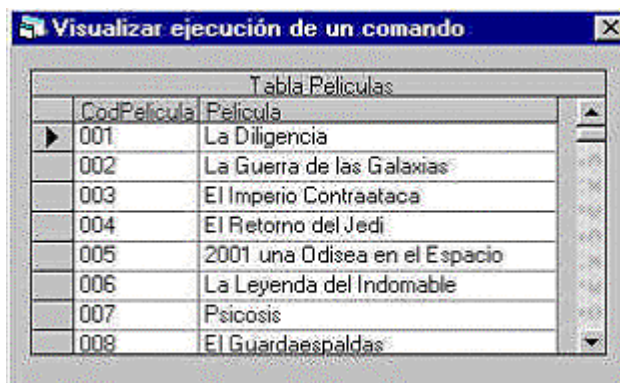 Visualizar ejecución de un comando
Tabla Peliculas
CodPelicula Pelicula
001 La Diligencia
002 La Guerra de las Galaxias
003 El Imperio Contraataca
004 El Retorno del Jedi
005 2001 una Odisea en el Espacio
006 La Leyenda del Indomable
007 Psicosis
008 El Guardaespaldas